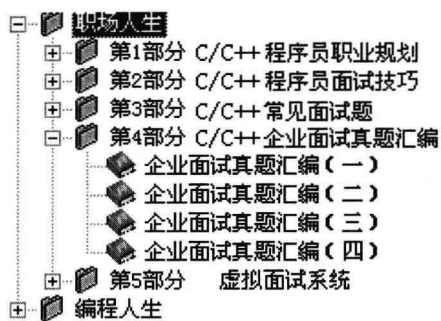 职场人生
第1部分 C/C++程序员职业规划
第2部分 C/C++程序员面试技巧
第3部分 C/C++常见面试题
第4部分 C/C++企业面试真题汇编
企业面试真题汇编(一)
企业面试真题汇编(二)
企业面试真题汇编(三)
企业面试真题汇编(四)
第5部分 虚拟面试系统
编程人生